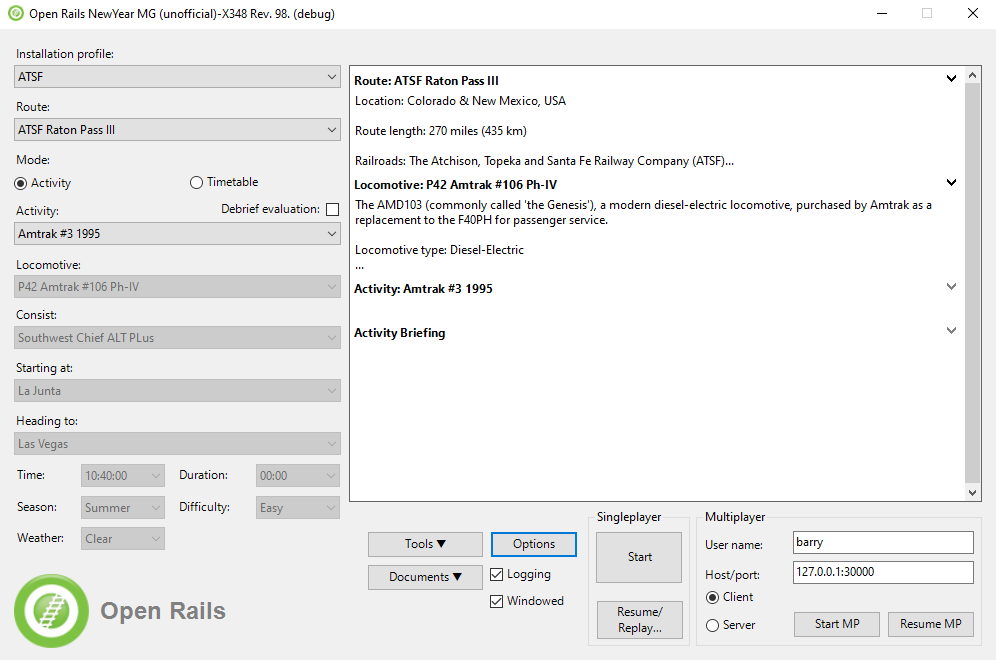 Open Rails NewYear MG (unofficial)-X348 Rev. 98. (debug)
Installation profile:
ATSF
Route:
ATSF Raton Pass III
Mode:
Activity
Timetable
Activity:
Debrief evaluation:
Amtrak #3 1995
Locomotive:
P42 Amtrak #106 Ph-IV
Consist:
Southwest Chief ALT PLus
Starting at:
La Junta
Heading to:
Las Vegas
Time:
10:40:00
Duration:
00:00
Season:
Summer
Difficulty:
Easy
Weather:
Clear
Open Rails
Route: ATSF Raton Pass III
Location: Colorado & New Mexico, USA
Route length: 270 miles (435 km)
Railroads: The Atchison, Topeka and Santa Fe Railway Company (ATSF)...
Locomotive: P42 Amtrak #106 Ph-IV
The AMD103 (commonly called 'the Genesis'), a modern diesel-electric locomotive, purchased by Amtrak as a
replacement to the F40PH for passenger service.
Locomotive type: Diesel-Electric
...
Activity: Amtrak #3 1995
Activity Briefing
Tools ▼
Options
Documents ▼
Logging
Windowed
Singleplayer
Start
Resume/
Replay...
Multiplayer
User name:
barry
Host/port:
127.0.0.1:30000
Client
Server
Start MP
Resume MP